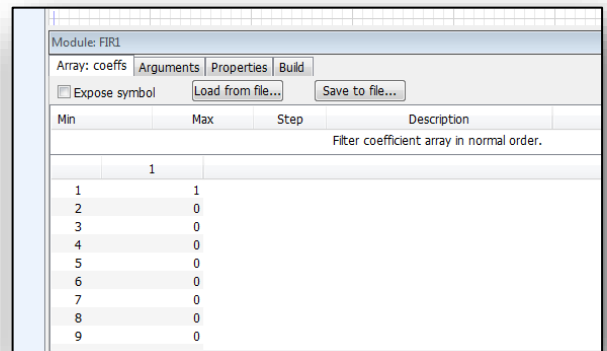 Module: FIR1
Array: coeffs Arguments Properties Build
Expose symbol Load from file... Save to file...
Min Max Step Description
Filter coefficient array in normal order.
1
1 1
2 0
3 0
4 0
5 0
6 0
7 0
8 0
9 0